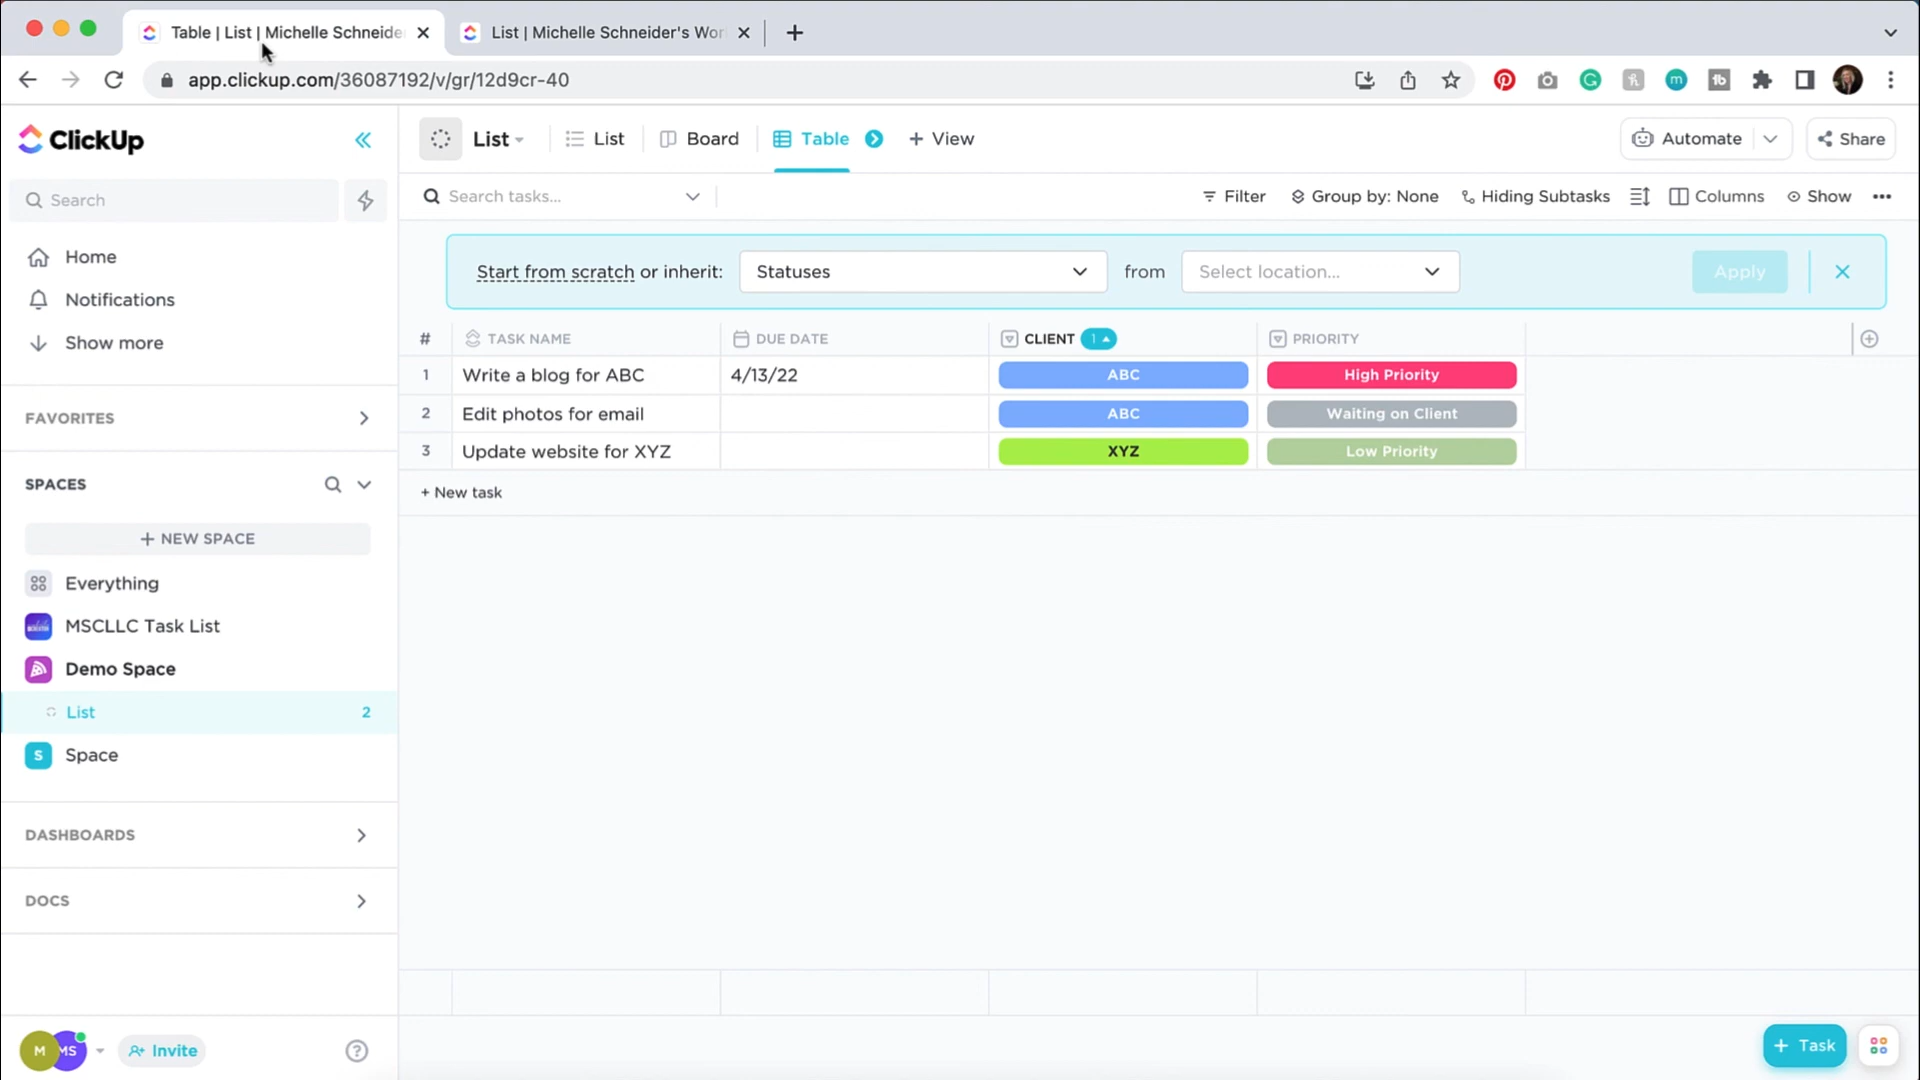 Table | List | Michelle Schneide
List | Michelle Schneider's Wor
app.clickup.com/36087192/v/gr/12d9cr-40
ClickUp
List
List
Board
Table
+ View
Automate
Share
Search
Search tasks...
Filter
Group by: None
Hiding Subtasks
Columns
Show
Home
Notifications
Show more
Start from scratch or inherit:
Statuses
from
Select location...
Apply
# TASK NAME DUE DATE CLIENT 1 PRIORITY
1 Write a blog for ABC 4/13/22 ABC High Priority
2 Edit photos for email ABC Waiting on Client
3 Update website for XYZ XYZ Low Priority
+ New task
FAVORITES
SPACES
+ NEW SPACE
Everything
MSCLLC Task List
Demo Space
List 2
S Space
DASHBOARDS
DOCS
M MS
Invite
?
+ Task